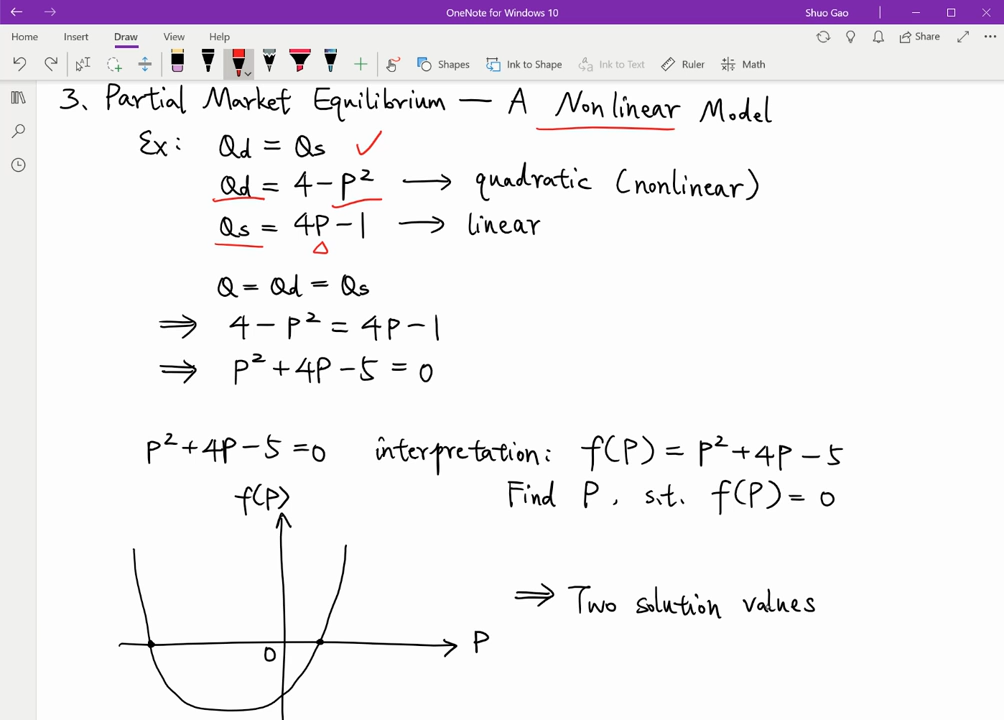 OneNote for Windows 10
Shuo Gao
Home Insert Draw View Help
Share
Shapes Ink to Shape Ink to Text Ruler Math
3、Partial Market Equilibrium — A Nonlinear Model
Ex: Qd = Qs ✓
Qd = 4 - P² → quadratic (nonlinear)
Qs = 4P - 1 → linear
Q = Qd = Qs
⇒ 4 - P² = 4P - 1
⇒ P² + 4P - 5 = 0
P² + 4P - 5 = 0 interpretation: f(P) = P² + 4P - 5
f(P) Find P, s.t. f(P) = 0
⇒ Two solution values
0 P